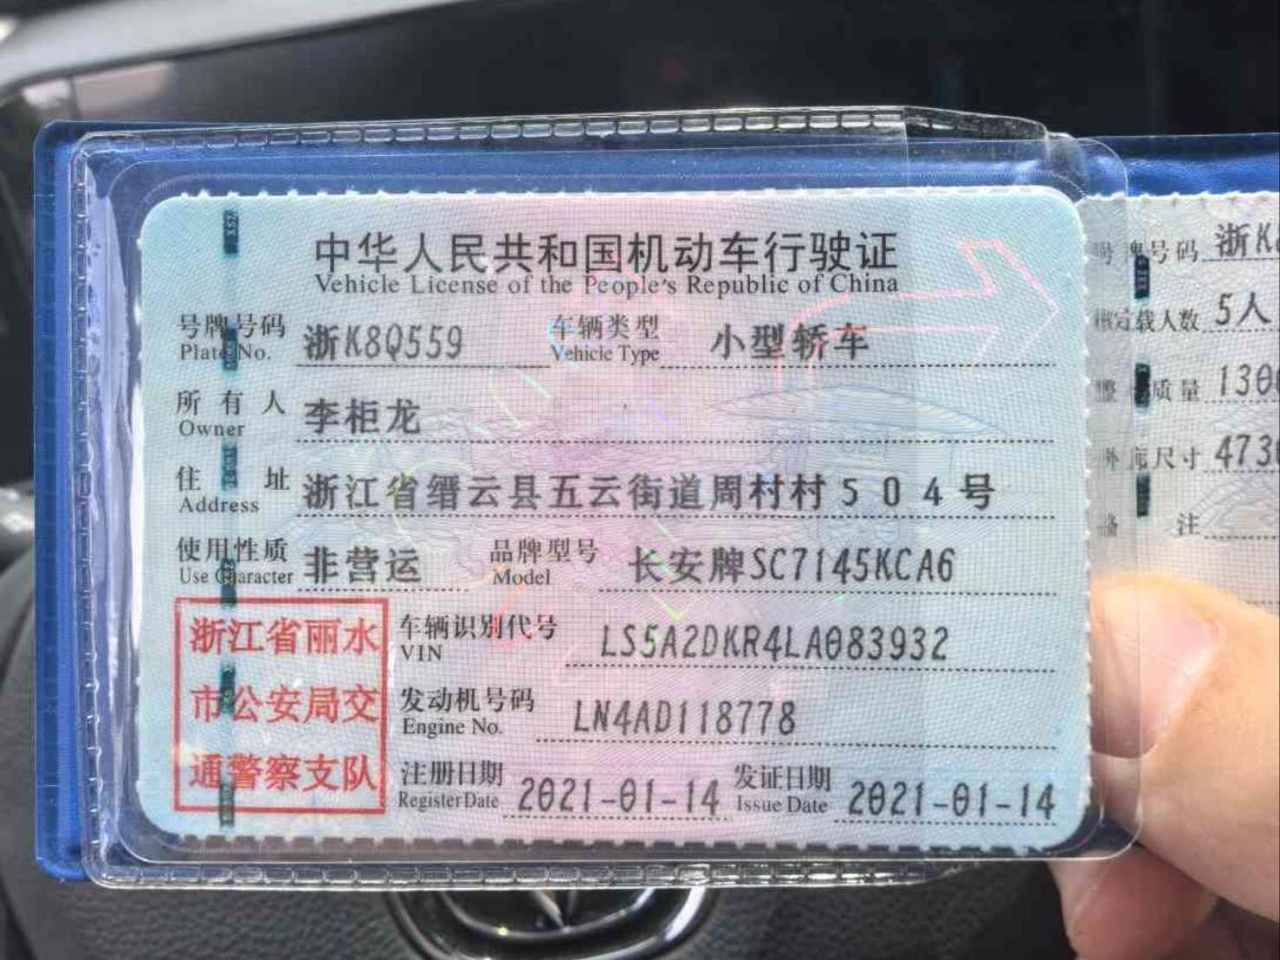 中华人民共和国机动车行驶证
Vehicle License of the People's Republic of China
号牌号码 浙K8Q559 车辆类型 小型轿车
Plate No. Vehicle Type
所有人 李柜龙
Owner
住址 浙江省缙云县五云街道周村村504号
Address
使用性质 非营运 品牌型号 长安牌SC7145KCA6
Use Character Model
浙江省丽水
市公安局交
通警察支队
车辆识别代号 LS5A2DKR4LA083932
VIN
发动机号码 LN4AD118778
Engine No.
注册日期 2021-01-14 发证日期 2021-01-14
Register Date Issue Date
号牌号码 浙K
载人数 5人
质量 130
尺寸 473
注